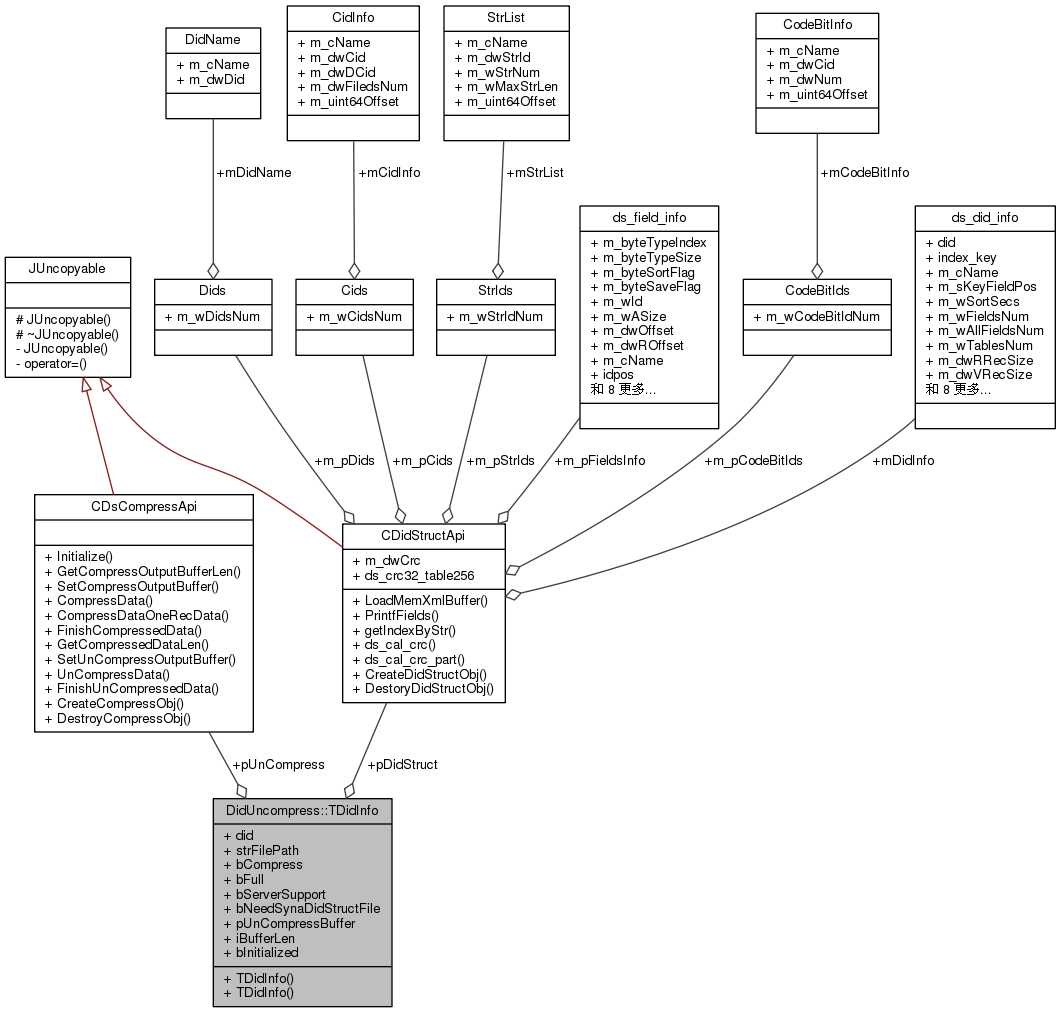 DidName
+ m_cName
+ m_dwDid
CidInfo
+ m_cName
+ m_dwCid
+ m_dwDCid
+ m_dwFiledsNum
+ m_uint64Offset
StrList
+ m_cName
+ m_dwStrId
+ m_wStrNum
+ m_wMaxStrLen
+ m_uint64Offset
CodeBitInfo
+ m_cName
+ m_dwCid
+ m_dwNum
+ m_uint64Offset
+mDidName
+mCidInfo
+mStrList
+mCodeBitInfo
JUncopyable
# JUncopyable()
# ~JUncopyable()
- JUncopyable()
- operator=()
Dids
+ m_wDidsNum
Cids
+ m_wCidsNum
StrIds
+ m_wStrIdNum
ds_field_info
+ m_byteTypeIndex
+ m_byteTypeSize
+ m_byteSortFlag
+ m_byteSaveFlag
+ m_wId
+ m_wASize
+ m_dwOffset
+ m_dwROffset
+ m_cName
+ idpos
和 8 更多...
CodeBitIds
+ m_wCodeBitIdNum
ds_did_info
+ did
+ index_key
+ m_cName
+ m_sKeyFieldPos
+ m_wSortSecs
+ m_wFieldsNum
+ m_wAllFieldsNum
+ m_wTablesNum
+ m_dwRRecSize
+ m_dwVRecSize
和 8 更多...
+m_pDids
+m_pCids
+m_pStrIds
+m_pFieldsInfo
+m_pCodeBitIds
+mDidInfo
CDsCompressApi
+ Initialize()
+ GetCompressOutputBufferLen()
+ SetCompressOutputBuffer()
+ CompressData()
+ CompressDataOneRecData()
+ FinishCompressedData()
+ GetCompressedDataLen()
+ SetUnCompressOutputBuffer()
+ UnCompressData()
+ FinishUnCompressedData()
+ CreateCompressObj()
+ DestroyCompressObj()
CDidStructApi
+ m_dwCrc
+ ds_crc32_table256
+ LoadMemXmlBuffer()
+ PrintfFields()
+ getIndexByStr()
+ ds_cal_crc()
+ ds_cal_crc_part()
+ CreateDidStructObj()
+ DestoryDidStructObj()
+pUnCompress
+pDidStruct
DidUncompress::TDidInfo
+ did
+ strFilePath
+ bCompress
+ bFull
+ bServerSupport
+ bNeedSynaDidStructFile
+ pUnCompressBuffer
+ iBufferLen
+ bInitialized
+ TDidInfo()
+ TDidInfo()